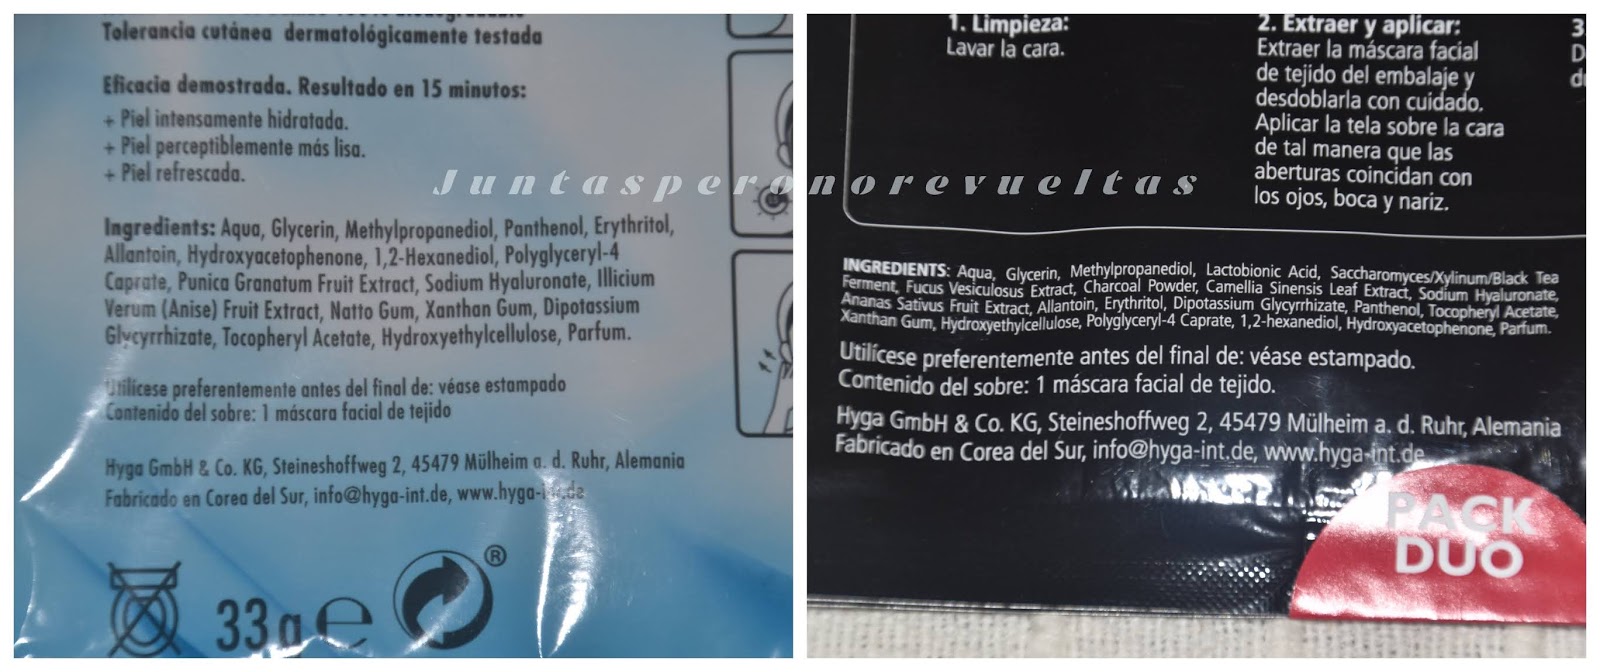 Tolerancia cutánea dermatológicamente testada
Eficacia demostrada. Resultado en 15 minutos:
+ Piel intensamente hidratada.
+ Piel perceptiblemente más lisa.
+ Piel refrescada.
Ingredients: Aqua, Glycerin, Methylpropanediol, Panthenol, Erythritol,
Allantoin, Hydroxyacetophenone, 1,2-Hexanediol, Polyglyceryl-4
Caprate, Punica Granatum Fruit Extract, Sodium Hyaluronate, Illicium
Verum (Anise) Fruit Extract, Natto Gum, Xanthan Gum, Dipotassium
Glycyrrhizate, Tocopheryl Acetate, Hydroxyethylcellulose, Parfum.
Utilícese preferentemente antes del final de: véase estampado
Contenido del sobre: 1 máscara facial de tejido
Hyga GmbH & Co. KG, Steineshoffweg 2, 45479 Mülheim a. d. Ruhr, Alemania
Fabricado en Corea del Sur, info@hyga-int.de, www.hyga-int.de
33g e
®
Juntasperonorevueltas
1. Limpieza:
Lavar la cara.
2. Extraer y aplicar:
Extraer la máscara facial
de tejido del embalaje y
desdoblarla con cuidado.
Aplicar la tela sobre la cara
de tal manera que las
aberturas coincidan con
los ojos, boca y nariz.
3
INGREDIENTS: Aqua, Glycerin, Methylpropanediol, Lactobionic Acid, Saccharomyces/Xylinum/Black Tea
Ferment, Fucus Vesiculosus Extract, Charcoal Powder, Camellia Sinensis Leaf Extract, Sodium Hyaluronate,
Ananas Sativus Fruit Extract, Allantoin, Erythritol, Dipotassium Glycyrrhizate, Panthenol, Tocopheryl Acetate,
Xanthan Gum, Hydroxyethylcellulose, Polyglyceryl-4 Caprate, 1,2-hexanediol, Hydroxyacetophenone, Parfum.
Utilícese preferentemente antes del final de: véase estampado.
Contenido del sobre: 1 máscara facial de tejido.
Hyga GmbH & Co. KG, Steineshoffweg 2, 45479 Mülheim a. d. Ruhr, Alemania
Fabricado en Corea del Sur, info@hyga-int.de, www.hyga-int.de
PACK
DUO